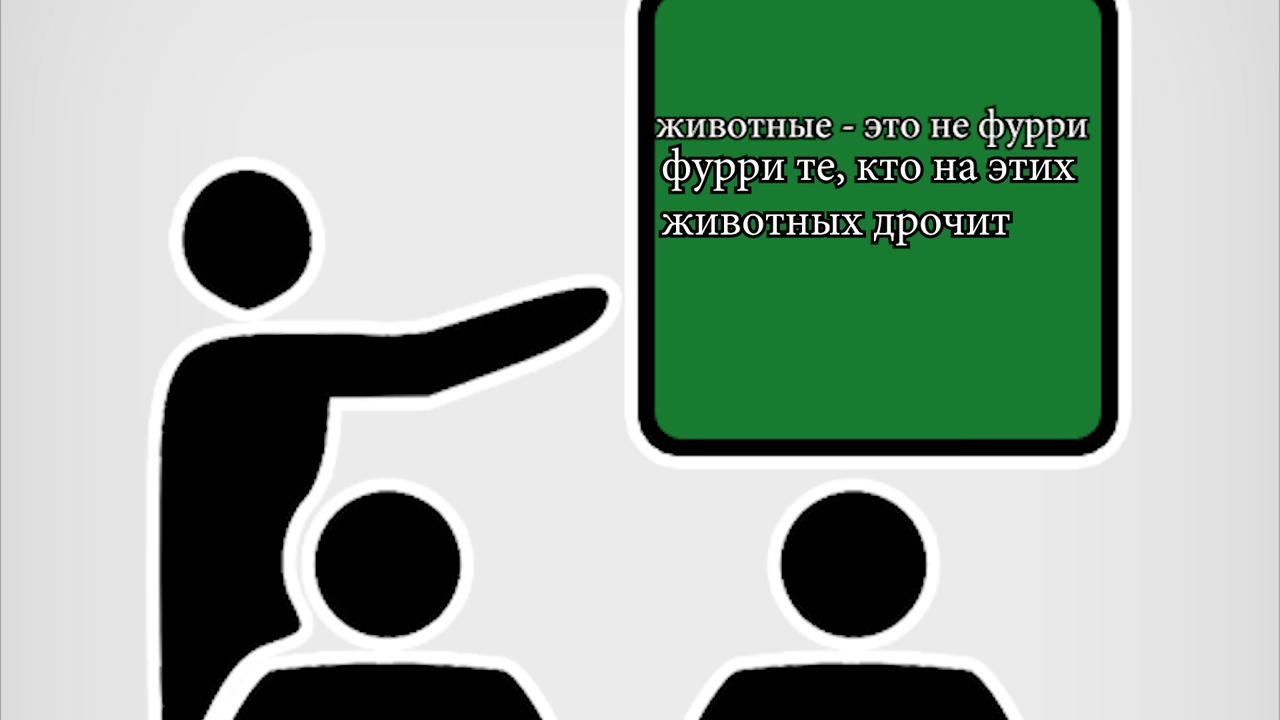 животные - это не фурри
фурри те, кто на этих
животных дрочит